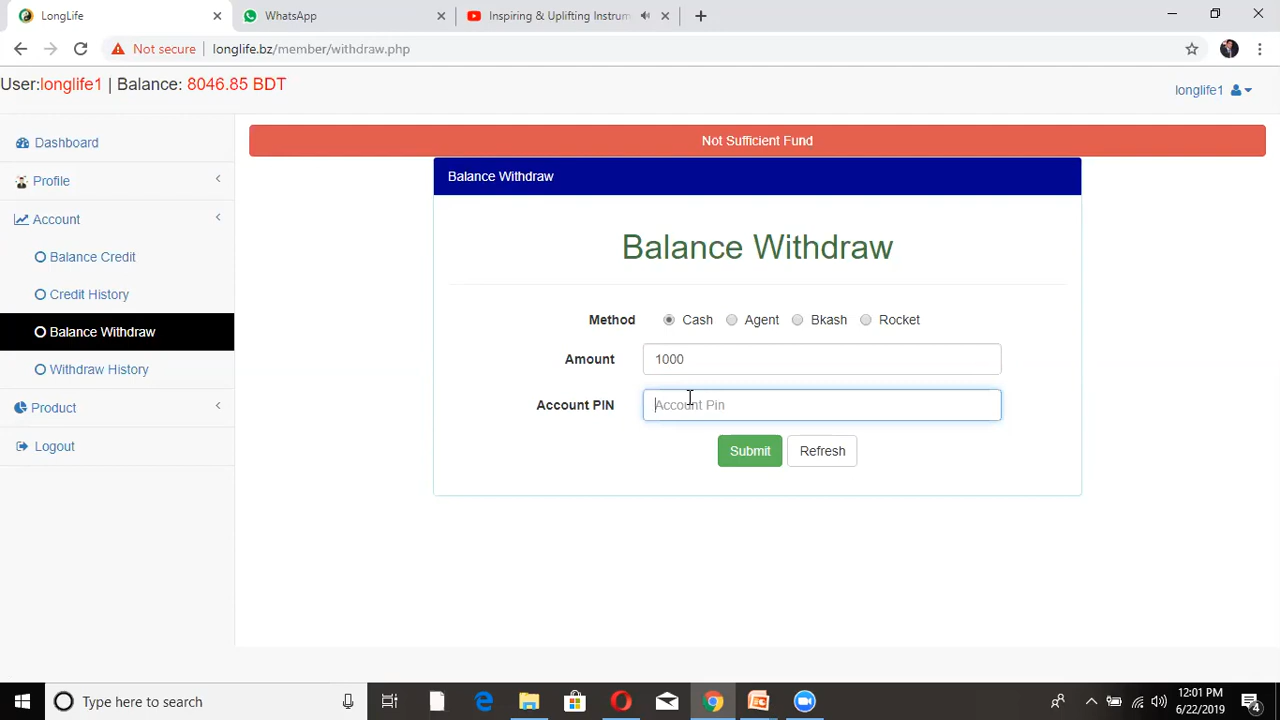 LongLife
WhatsApp
Inspiring & Uplifting Instrum
Not secure | longlife.bz/member/withdraw.php
User:longlife1 | Balance: 8046.85 BDT
longlife1
Dashboard
Profile
Account
Balance Credit
Credit History
Balance Withdraw
Withdraw History
Product
Logout
Not Sufficient Fund
Balance Withdraw
Balance Withdraw
Method Cash Agent Bkash Rocket
Amount 1000
Account PIN Account Pin
Submit Refresh
Type here to search
12:01 PM
6/22/2019
4